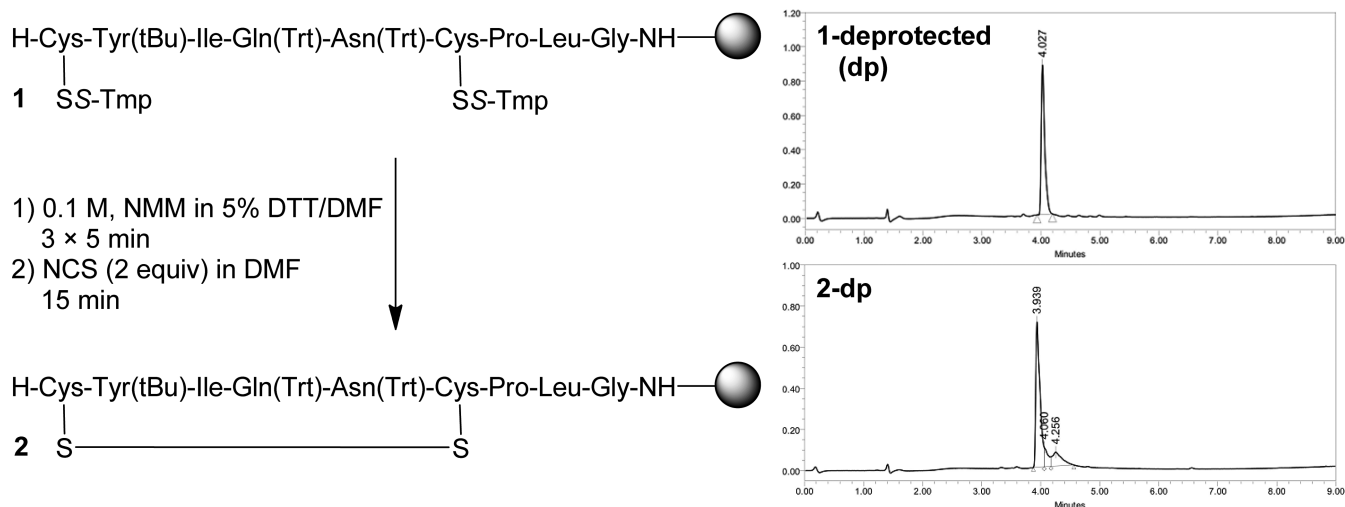 H-Cys-Tyr(tBu)-Ile-Gln(Trt)-Asn(Trt)-Cys-Pro-Leu-Gly-NH
1 SS-Tmp SS-Tmp
1) 0.1 M, NMM in 5% DTT/DMF
3 × 5 min
2) NCS (2 equiv) in DMF
15 min
H-Cys-Tyr(tBu)-Ile-Gln(Trt)-Asn(Trt)-Cys-Pro-Leu-Gly-NH
2 S S
1-deprotected
(dp)
4.027
1.20
1.00
0.80
0.60
0.40
0.20
0.00
0.00 1.00 2.00 3.00 4.00 5.00 6.00 7.00 8.00 9.00
Minutes
2-dp
3.939
4.060
4.256
1.00
0.80
0.60
0.40
0.20
0.00
0.00 1.00 2.00 3.00 4.00 5.00 6.00 7.00 8.00 9.00
Minutes